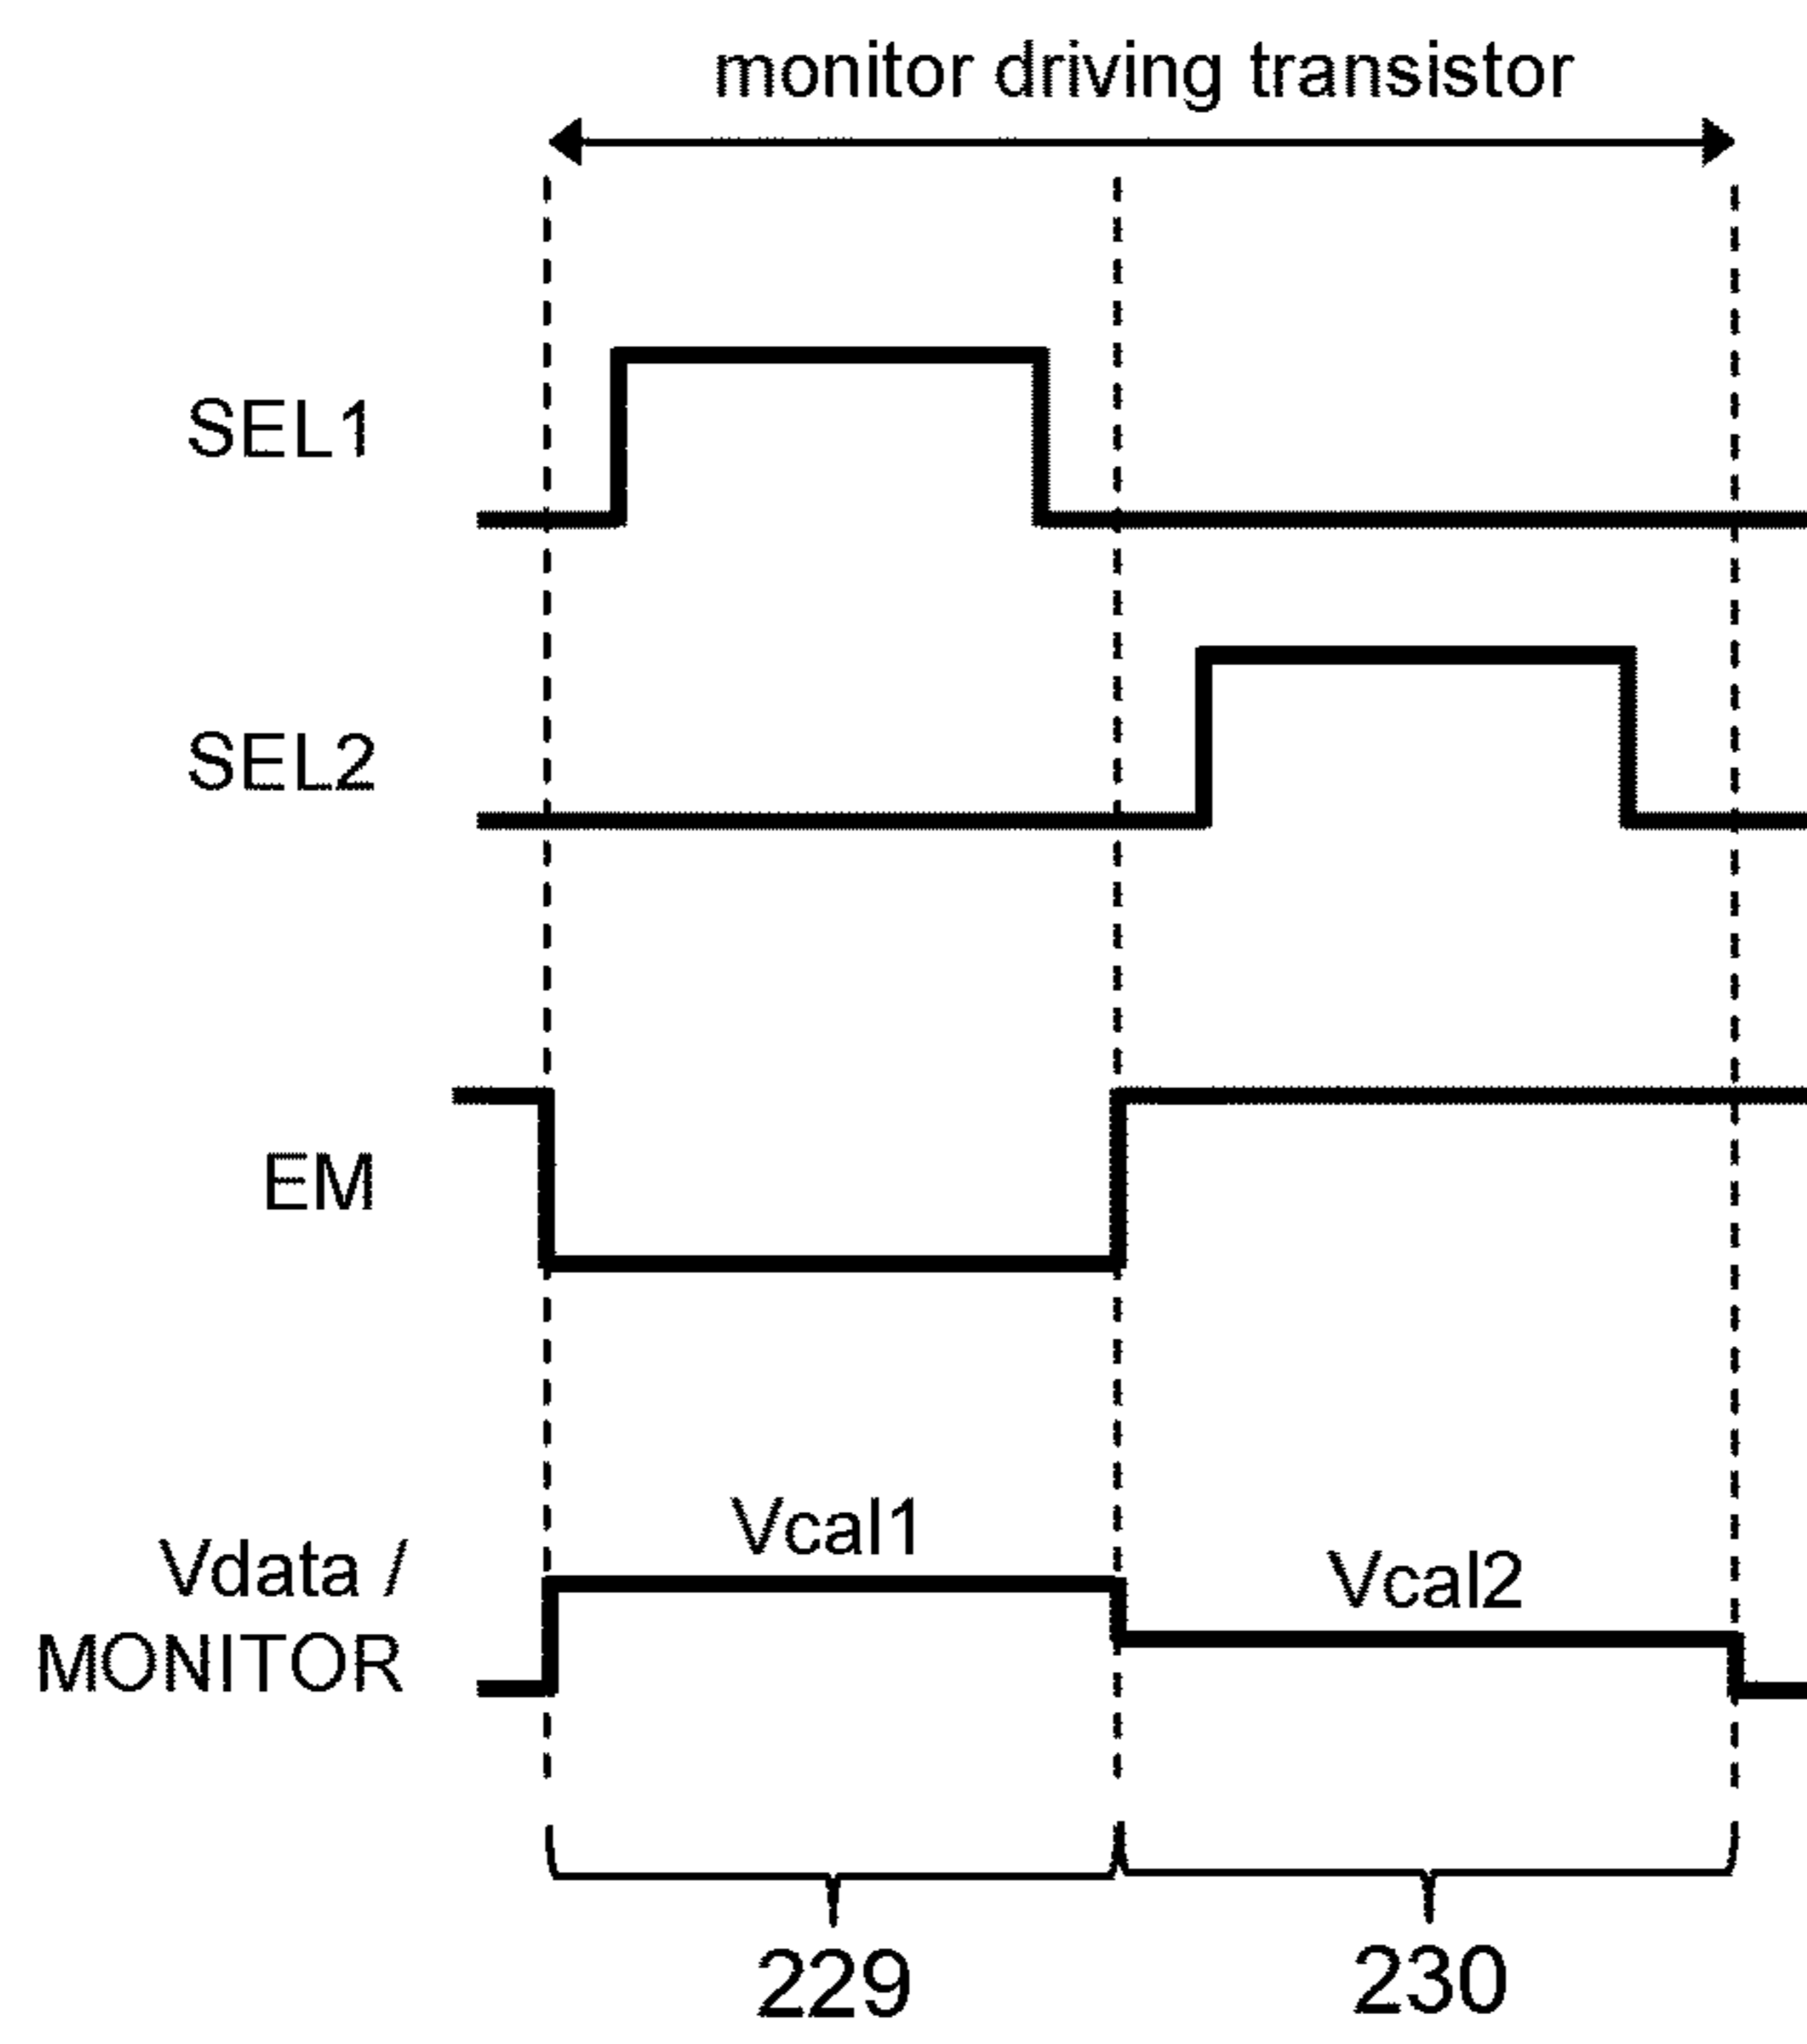 monitor driving transistor
SEL1
SEL2
EM
Vcal1
Vdata /
MONITOR
Vcal2
229
230